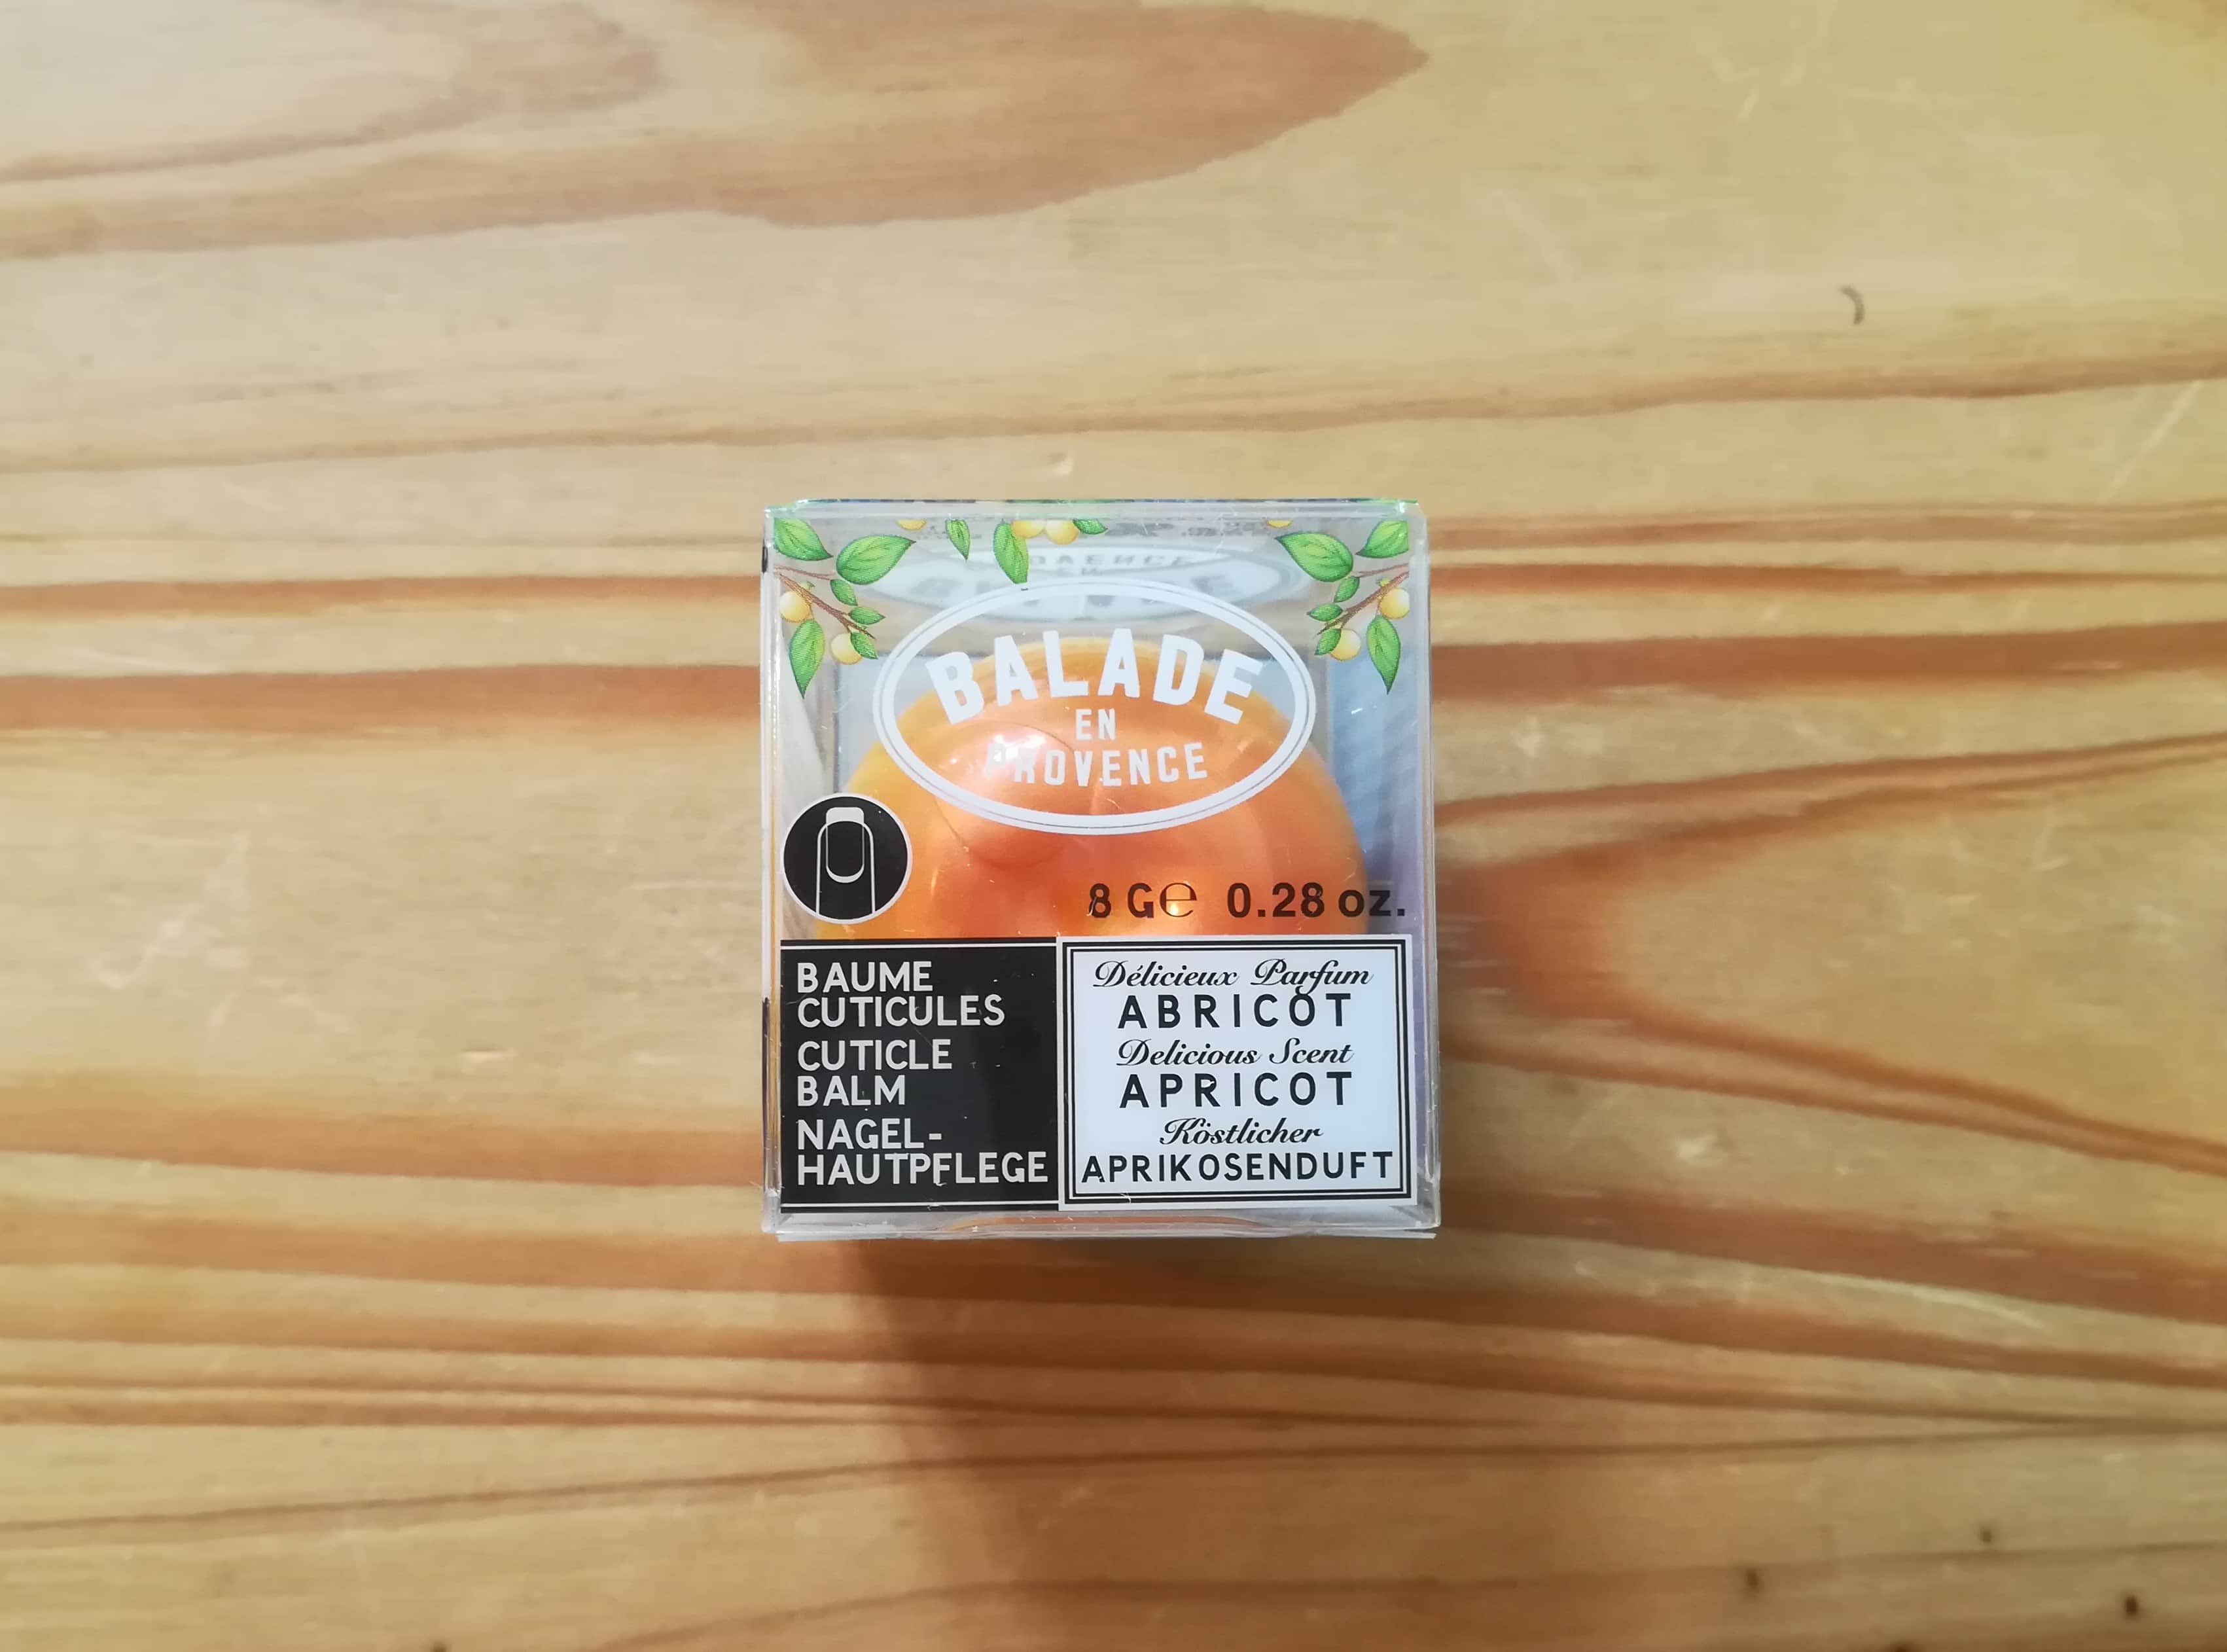 BALADE
EN
PROVENCE
8 G℮ 0.28 oz.
BAUME
CUTICULES
CUTICLE
BALM
NAGEL-
HAUTPFLEGE
Délicieux Parfum
ABRICOT
Delicious Scent
APRICOT
Köstlicher
APRIKOSENDUFT